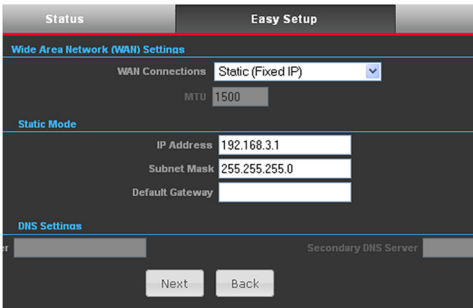 Status Easy Setup
Wide Area Network (WAN) Settings
WAN Connections Static (Fixed IP)
MTU 1500
Static Mode
IP Address 192.168.3.1
Subnet Mask 255.255.255.0
Default Gateway
DNS Settings
er Secondary DNS Server
Next Back